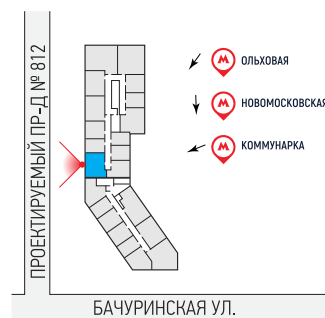 ПРОЕКТИРУЕМЫЙ ПР-Д № 812
М ОЛЬХОВАЯ
М НОВОМОСКОВСКАЯ
М КОММУНАРКА
БАЧУРИНСКАЯ УЛ.